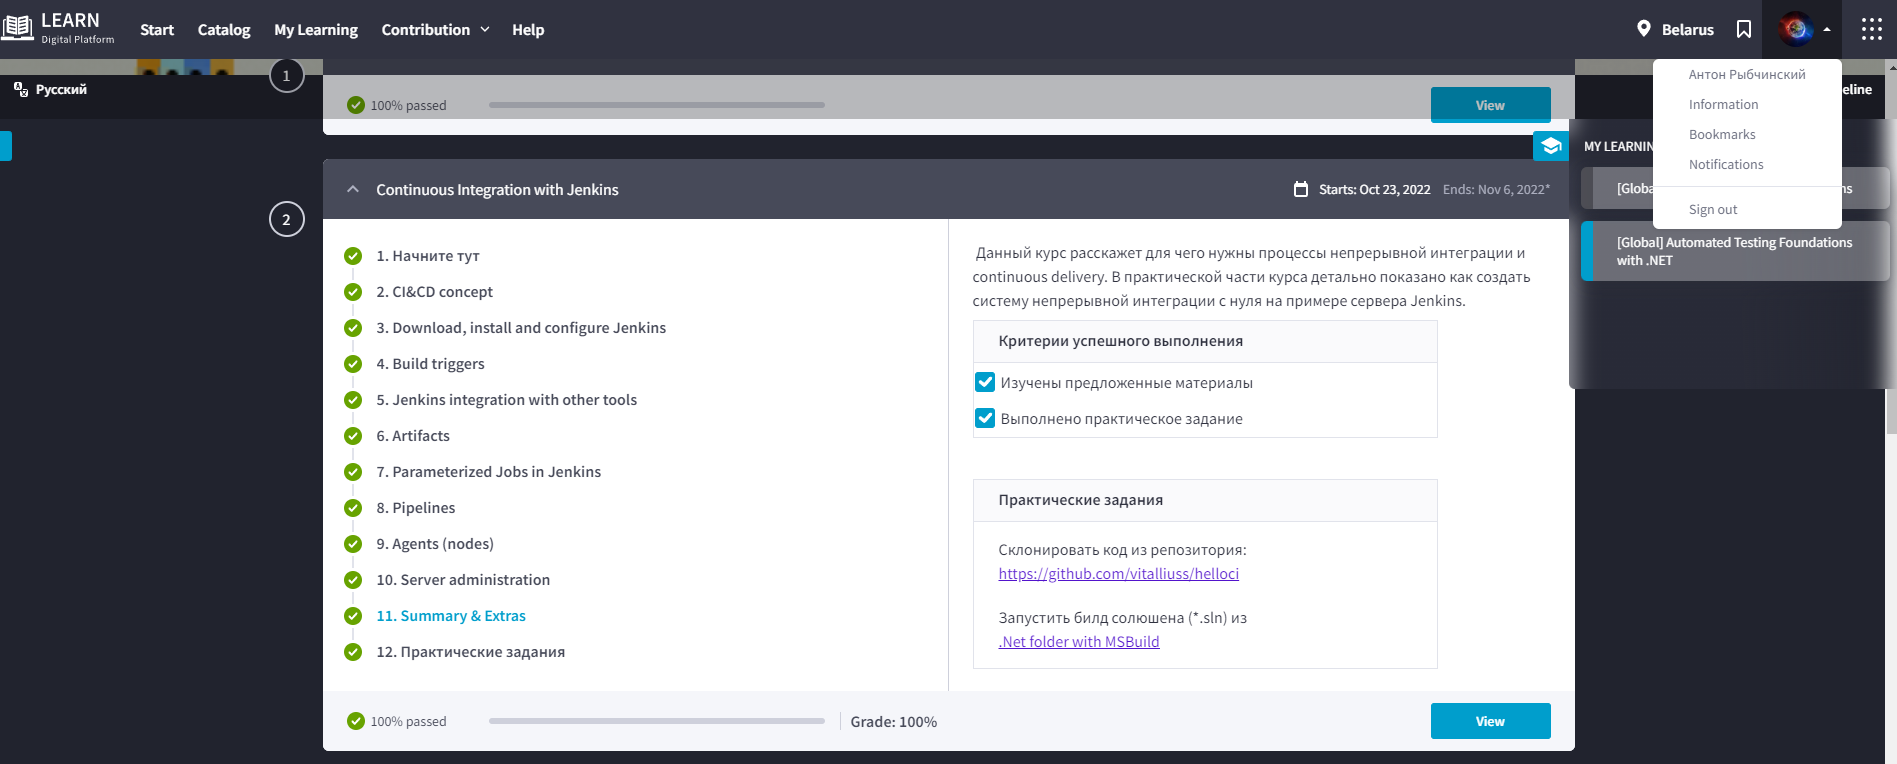 LEARN
Digital Platform
Start
Catalog
My Learning
Contribution
Help
Belarus
Русский
1
100% passed
View
Антон Рыбчинский
Information
Bookmarks
Notifications
Sign out
2
Continuous Integration with Jenkins
Starts: Oct 23, 2022
Ends: Nov 6, 2022*
1. Начните тут
2. CI&CD concept
3. Download, install and configure Jenkins
4. Build triggers
5. Jenkins integration with other tools
6. Artifacts
7. Parameterized Jobs in Jenkins
8. Pipelines
9. Agents (nodes)
10. Server administration
11. Summary & Extras
12. Практические задания
Данный курс расскажет для чего нужны процессы непрерывной интеграции и
continuous delivery. В практической части курса детально показано как создать
систему непрерывной интеграции с нуля на примере сервера Jenkins.
Критерии успешного выполнения
Изучены предложенные материалы
Выполнено практическое задание
Практические задания
Склонировать код из репозитория:
https://github.com/vitalliuss/helloci
Запустить билд солюшена (*.sln) из
.Net folder with MSBuild
100% passed
Grade: 100%
View
MY LEARNIN
[Global] Automated Testing Foundations
with .NET